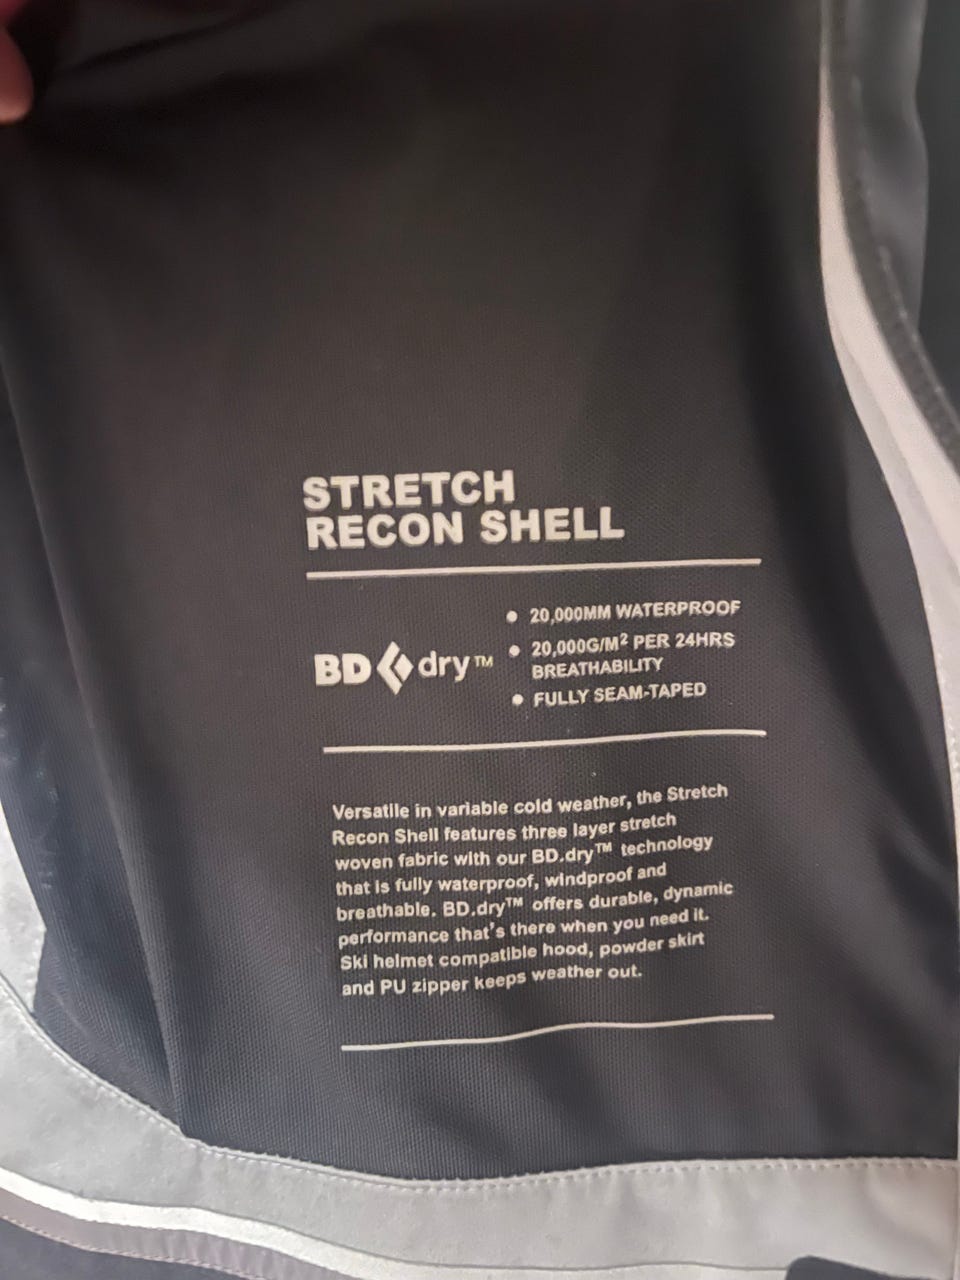 STRETCH
RECON SHELL
BD dry™
• 20,000MM WATERPROOF
• 20,000G/M² PER 24HRS
BREATHABILITY
• FULLY SEAM-TAPED
Versatile in variable cold weather, the Stretch
Recon Shell features three layer stretch
woven fabric with our BD.dry™ technology
that is fully waterproof, windproof and
breathable. BD.dry™ offers durable, dynamic
performance that's there when you need it.
Ski helmet compatible hood, powder skirt
and PU zipper keeps weather out.